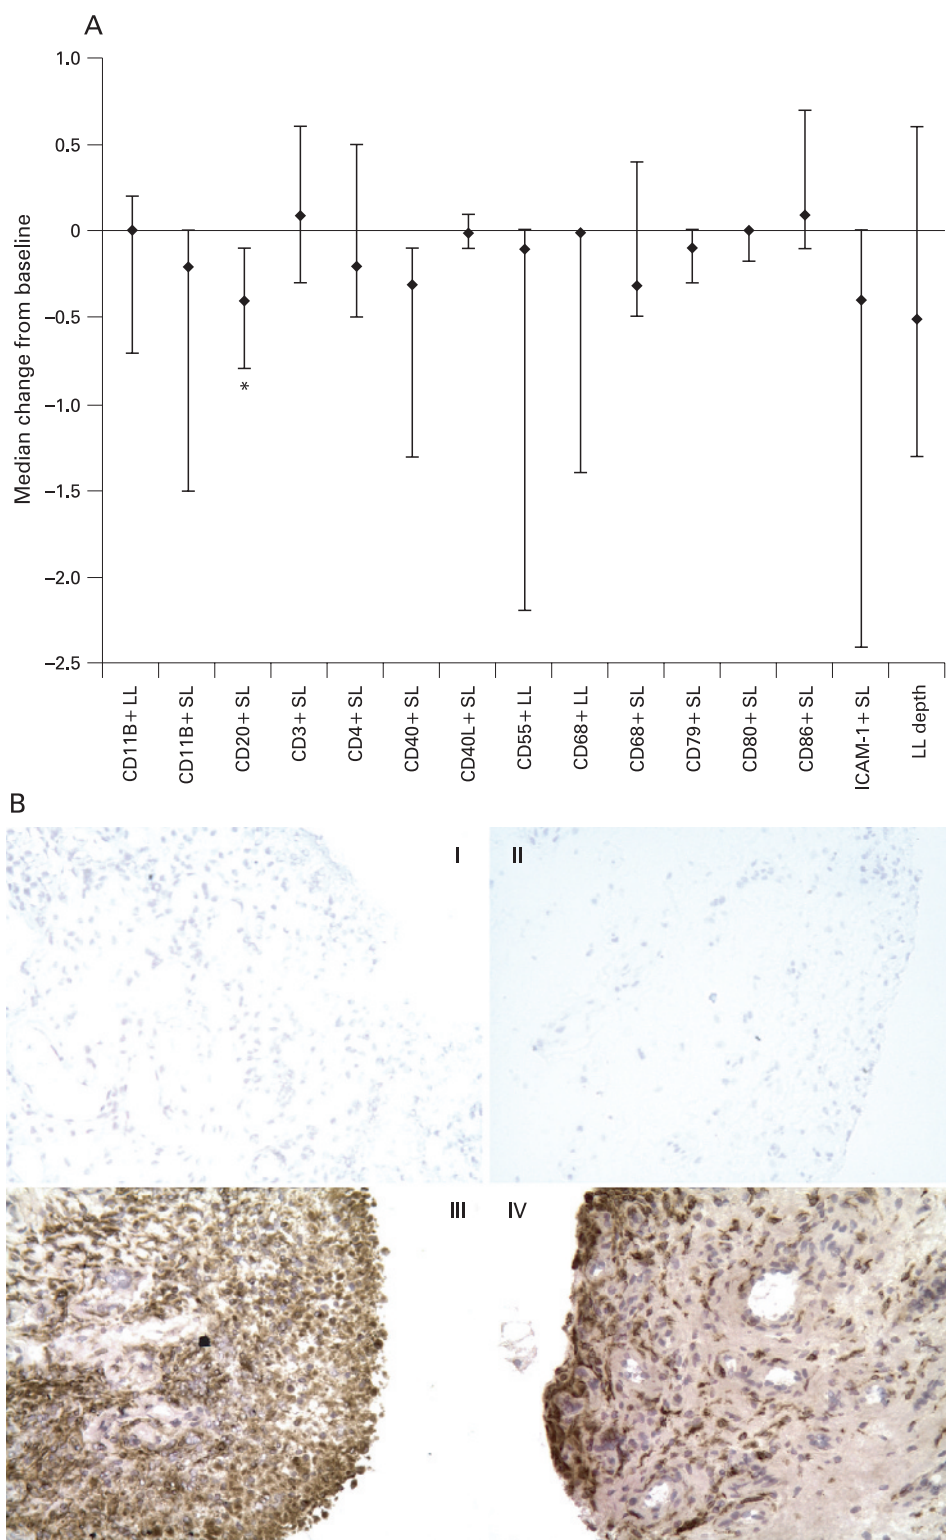 A
Median change from baseline
1.0
0.5
0
–0.5
–1.0
–1.5
–2.0
–2.5
*
CD11B+ LL
CD11B+ SL
CD20+ SL
CD3+ SL
CD4+ SL
CD40+ SL
CD40L+ SL
CD55+ LL
CD68+ LL
CD68+ SL
CD79+ SL
CD80+ SL
CD86+ SL
ICAM-1+ SL
LL depth
B
I
II
III
IV